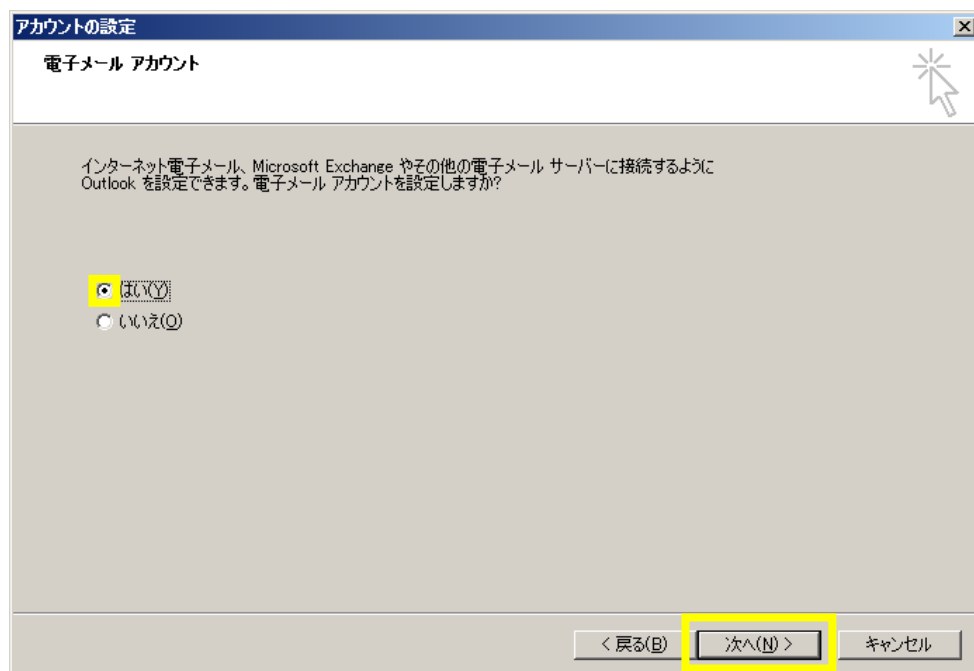 アカウントの設定
電子メール アカウント
インターネット電子メール、Microsoft Exchange やその他の電子メール サーバーに接続するように
Outlook を設定できます。電子メール アカウントを設定しますか?
はい(Y)
いいえ(O)
< 戻る(B)
次へ(N) >
キャンセル